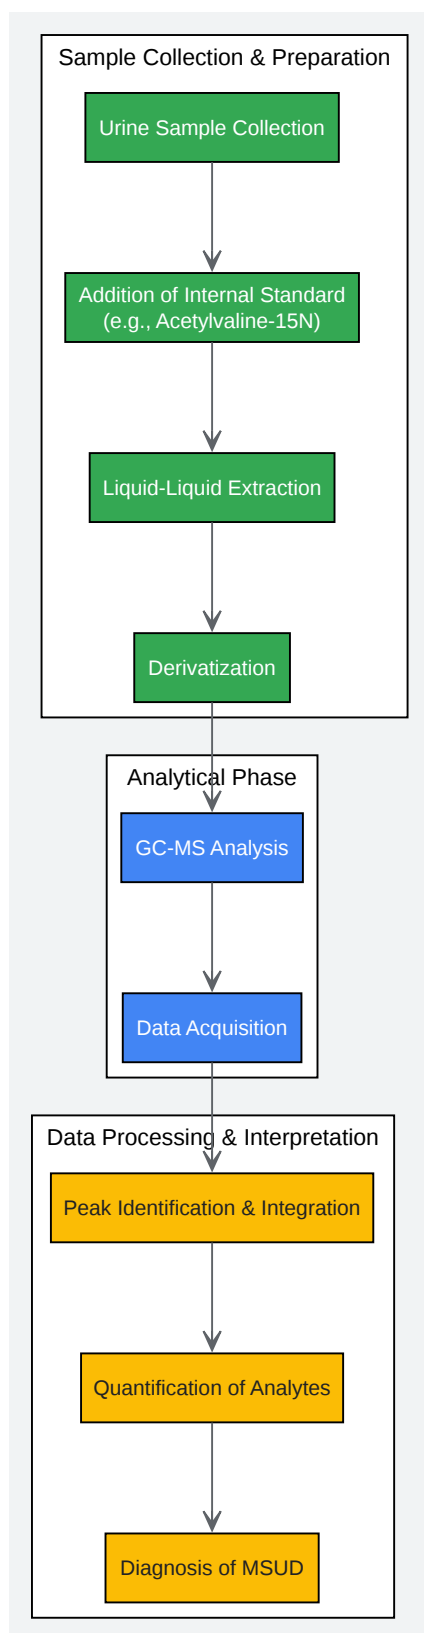 Sample Collection & Preparation
Urine Sample Collection
Addition of Internal Standard
(e.g., Acetylvaline-15N)
Liquid-Liquid Extraction
Derivatization
Analytical Phase
GC-MS Analysis
Data Acquisition
Data Processing & Interpretation
Peak Identification & Integration
Quantification of Analytes
Diagnosis of MSUD